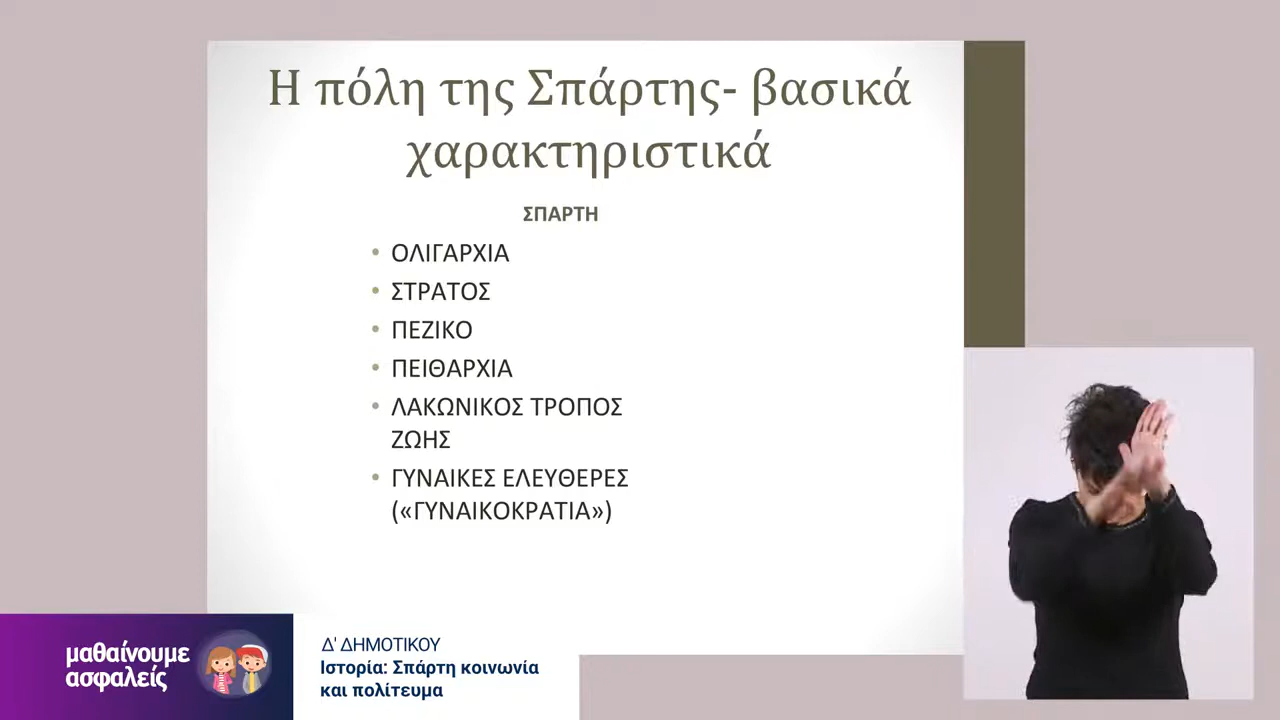 Η πόλη της Σπάρτης- βασικά
χαρακτηριστικά
ΣΠΑΡΤΗ
• ΟΛΙΓΑΡΧΙΑ
• ΣΤΡΑΤΟΣ
• ΠΕΖΙΚΟ
• ΠΕΙΘΑΡΧΙΑ
• ΛΑΚΩΝΙΚΟΣ ΤΡΟΠΟΣ
ΖΩΗΣ
• ΓΥΝΑΙΚΕΣ ΕΛΕΥΘΕΡΕΣ
(«ΓΥΝΑΙΚΟΚΡΑΤΙΑ»)
μαθαίνουμε
ασφαλείς
Δ' ΔΗΜΟΤΙΚΟΥ
Ιστορία: Σπάρτη κοινωνία
και πολίτευμα